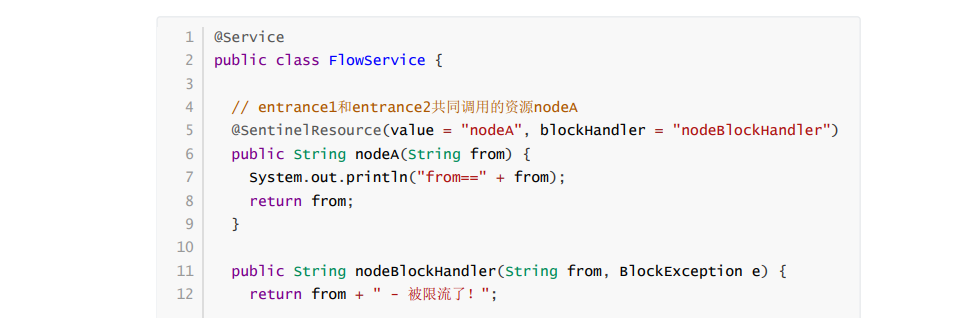 1 @Service
2 public class FlowService {
3
4 // entrance1和entrance2共同调用的资源nodeA
5 @SentinelResource(value = "nodeA", blockHandler = "nodeBlockHandler")
6 public String nodeA(String from) {
7 System.out.println("from==" + from);
8 return from;
9 }
10
11 public String nodeBlockHandler(String from, BlockException e) {
12 return from + " - 被限流了！";